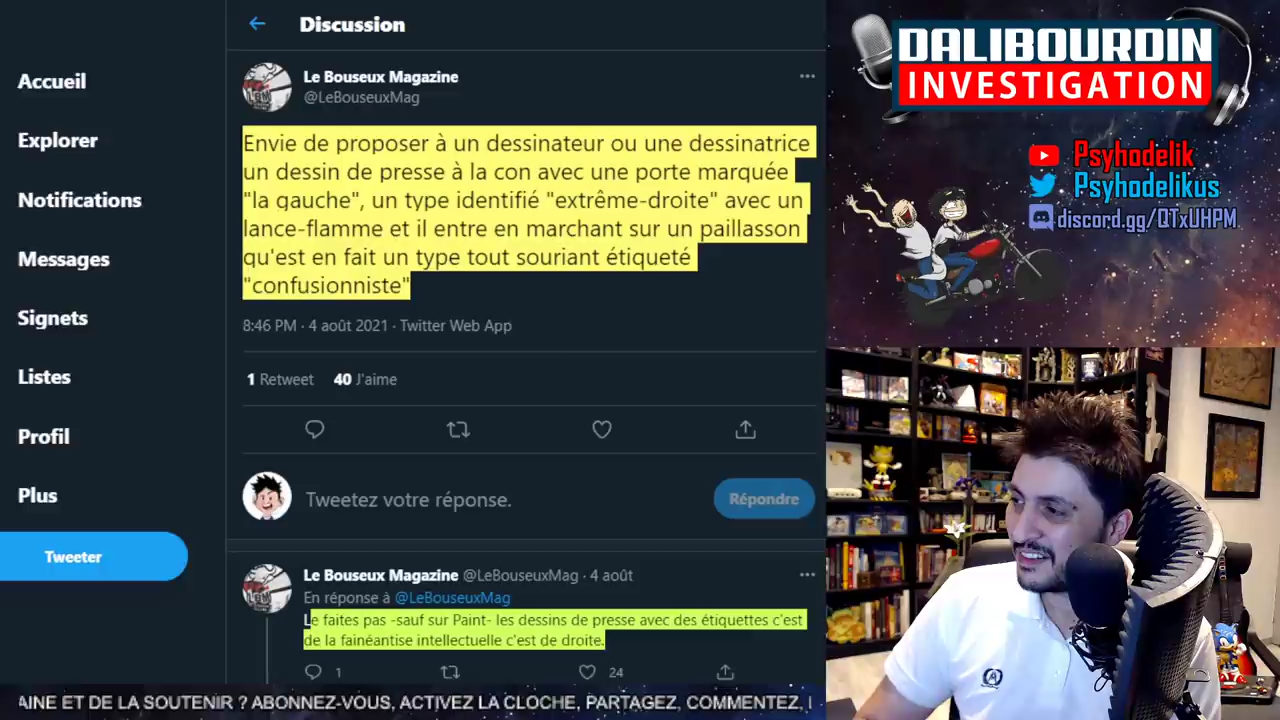 Accueil
Explorer
Notifications
Messages
Signets
Listes
Profil
Plus
Tweeter
Discussion
Le Bouseux Magazine
@LeBouseuxMag
Envie de proposer à un dessinateur ou une dessinatrice
un dessin de presse à la con avec une porte marquée
"la gauche", un type identifié "extrême-droite" avec un
lance-flamme et il entre en marchant sur un paillasson
qu'est en fait un type tout souriant étiqueté
"confusionniste"
8:46 PM · 4 août 2021 · Twitter Web App
1 Retweet 40 J'aime
Tweetez votre réponse.
Répondre
Le Bouseux Magazine @LeBouseuxMag · 4 août
En réponse à @LeBouseuxMag
Le faites pas -sauf sur Paint- les dessins de presse avec des étiquettes c'est
de la fainéantise intellectuelle c'est de droite.
1 24
DALIBOURDIN
INVESTIGATION
Psyhodelik
Psyhodelikus
discord.gg/QTxUHPM
AINE ET DE LA SOUTENIR ? ABONNEZ-VOUS, ACTIVEZ LA CLOCHE, PARTAGEZ, COMMENTEZ,